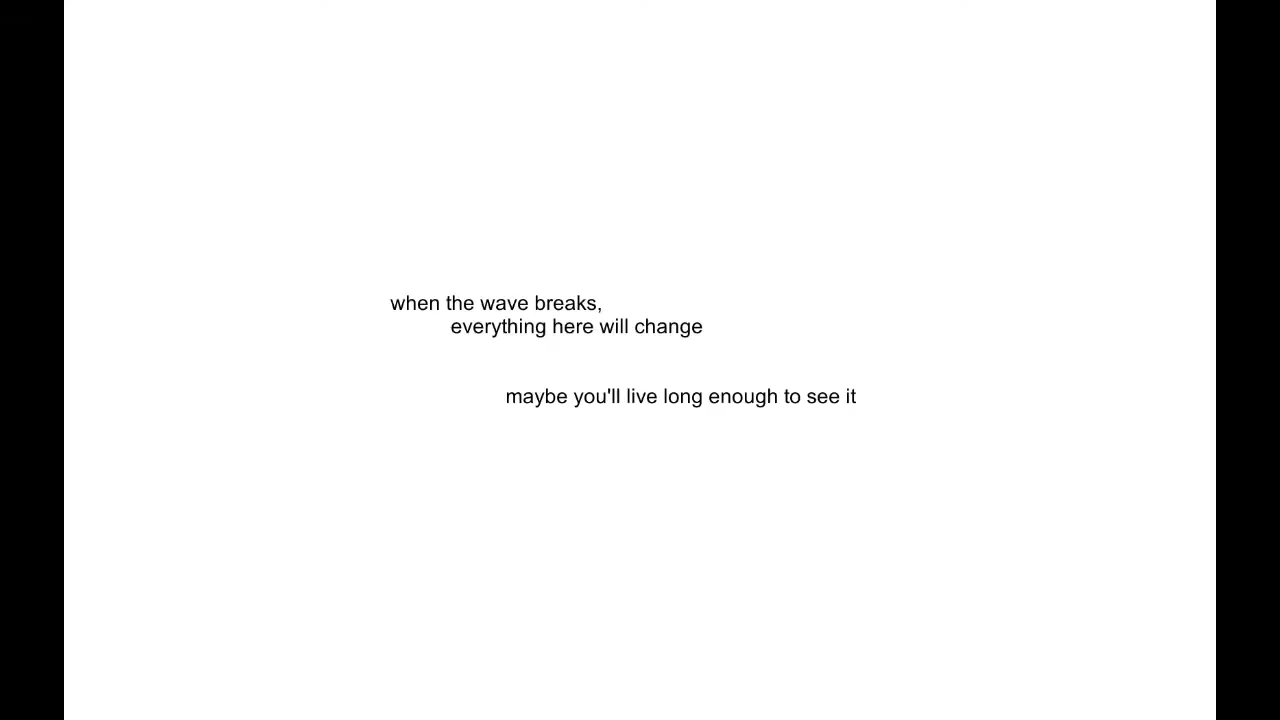 when the wave breaks,
everything here will change
maybe you'll live long enough to see it